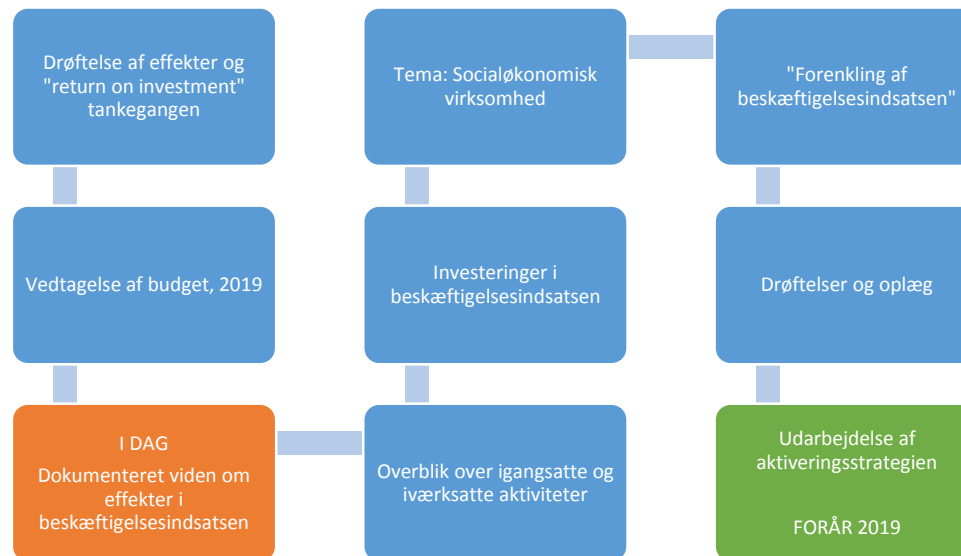 Drøftelse af effekter og
"return on investment"
tankegangen
Vedtagelse af budget, 2019
I DAG
Dokumenteret viden om
effekter i
beskæftigelsesindsatsen
Overblik over igangsatte og
iværksatte aktiviteter
Investeringer i
beskæftigelsesindsatsen
Tema: Socialøkonomisk
virksomhed
"Forenkling af
beskæftigelsesindsatsen"
Drøftelser og oplæg
Udarbejdelse af
aktiveringsstrategien
FORÅR 2019